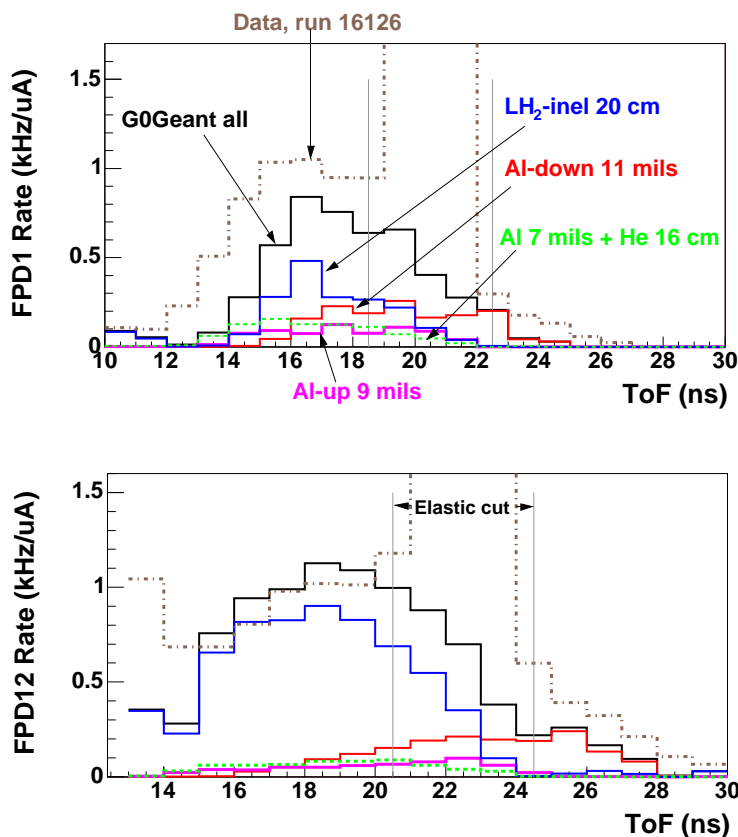 Data, run 16126
G0Geant all
LH2-inel 20 cm
Al-down 11 mils
Al 7 mils + He 16 cm
Al-up 9 mils
FPD1 Rate (kHz/uA)
1.5
1
0.5
0
10 12 14 16 18 20 22 24 26 28 30
ToF (ns)
Elastic cut
FPD12 Rate (kHz/uA)
1.5
1
0.5
0
14 16 18 20 22 24 26 28 30
ToF (ns)